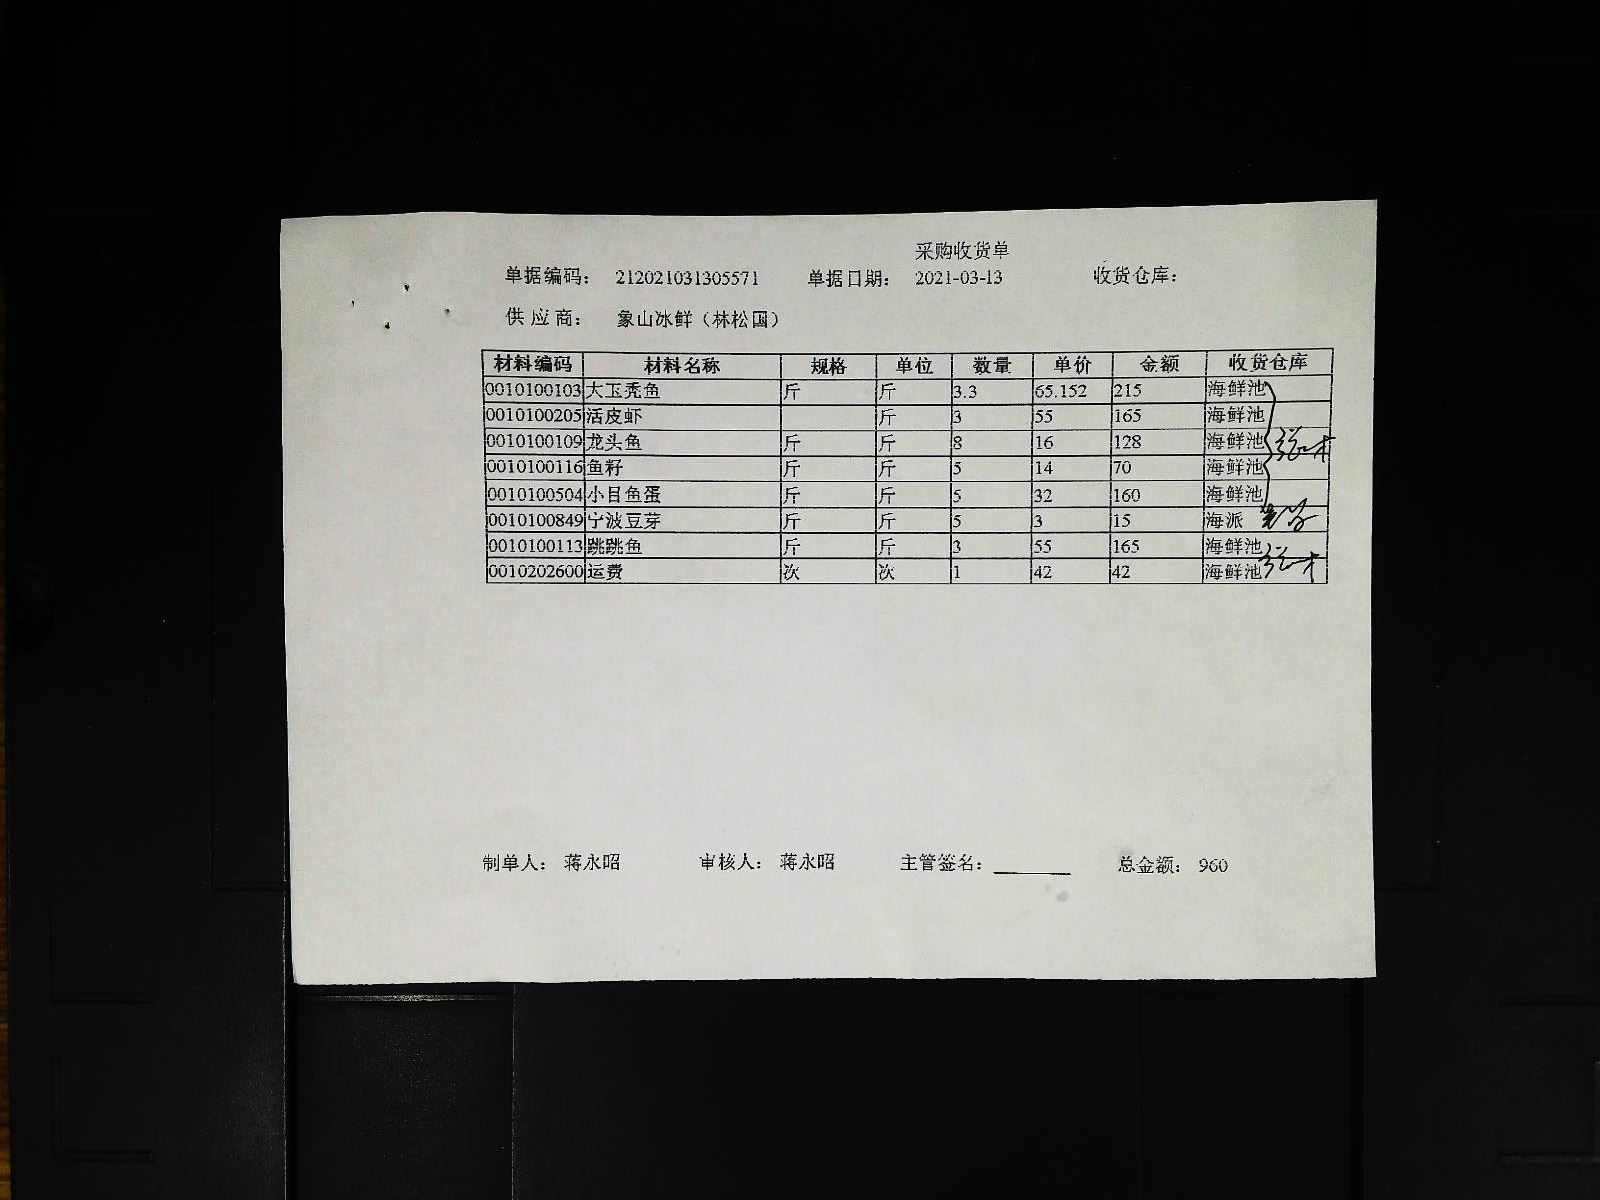 采购收货单
单据编码： 212021031305571 单据日期： 2021-03-13 收货仓库：
供 应 商： 象山冰鲜（林松国）
材料编码 材料名称 规格 单位 数量 单价 金额 收货仓库
0010100103 大玉秃鱼 斤 斤 3.3 65.152 215 海鲜池
0010100205 活皮虾 斤 3 55 165 海鲜池
0010100109 龙头鱼 斤 斤 8 16 128 海鲜池
0010100116 鱼籽 斤 斤 5 14 70 海鲜池
0010100504 小目鱼蛋 斤 斤 5 32 160 海鲜池
0010100849 宁波豆芽 斤 斤 5 3 15 海派
0010100113 跳跳鱼 斤 斤 3 55 165 海鲜池
0010202600 运费 次 次 1 42 42 海鲜池
制单人： 蒋永昭 审核人： 蒋永昭 主管签名： 总金额： 960